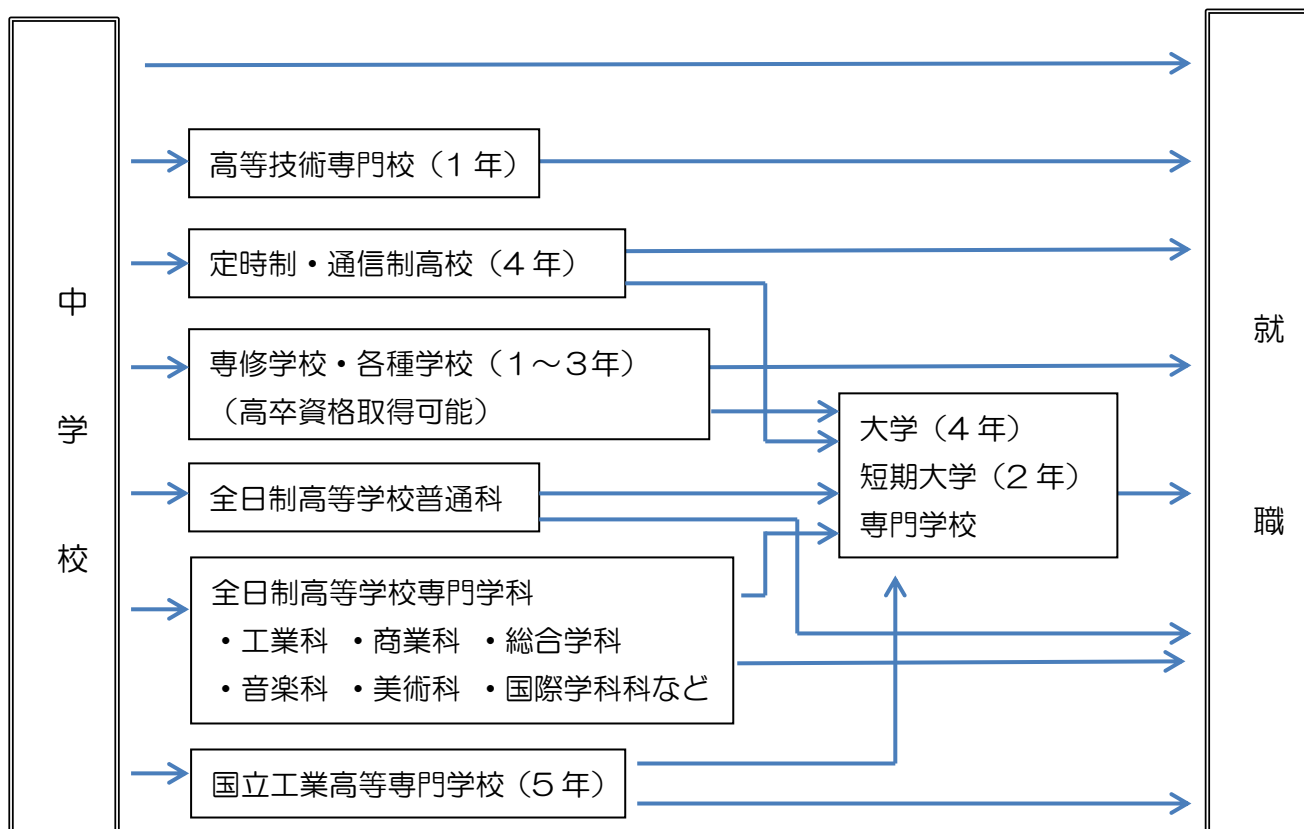 中学校
高等技術専門校（1年）
定時制・通信制高校（4年）
専修学校・各種学校（1～3年）
（高卒資格取得可能）
全日制高等学校普通科
全日制高等学校専門学科
・工業科　・商業科　・総合学科
・音楽科　・美術科　・国際学科科など
国立工業高等専門学校（5年）
大学（4年）
短期大学（2年）
専門学校
就職